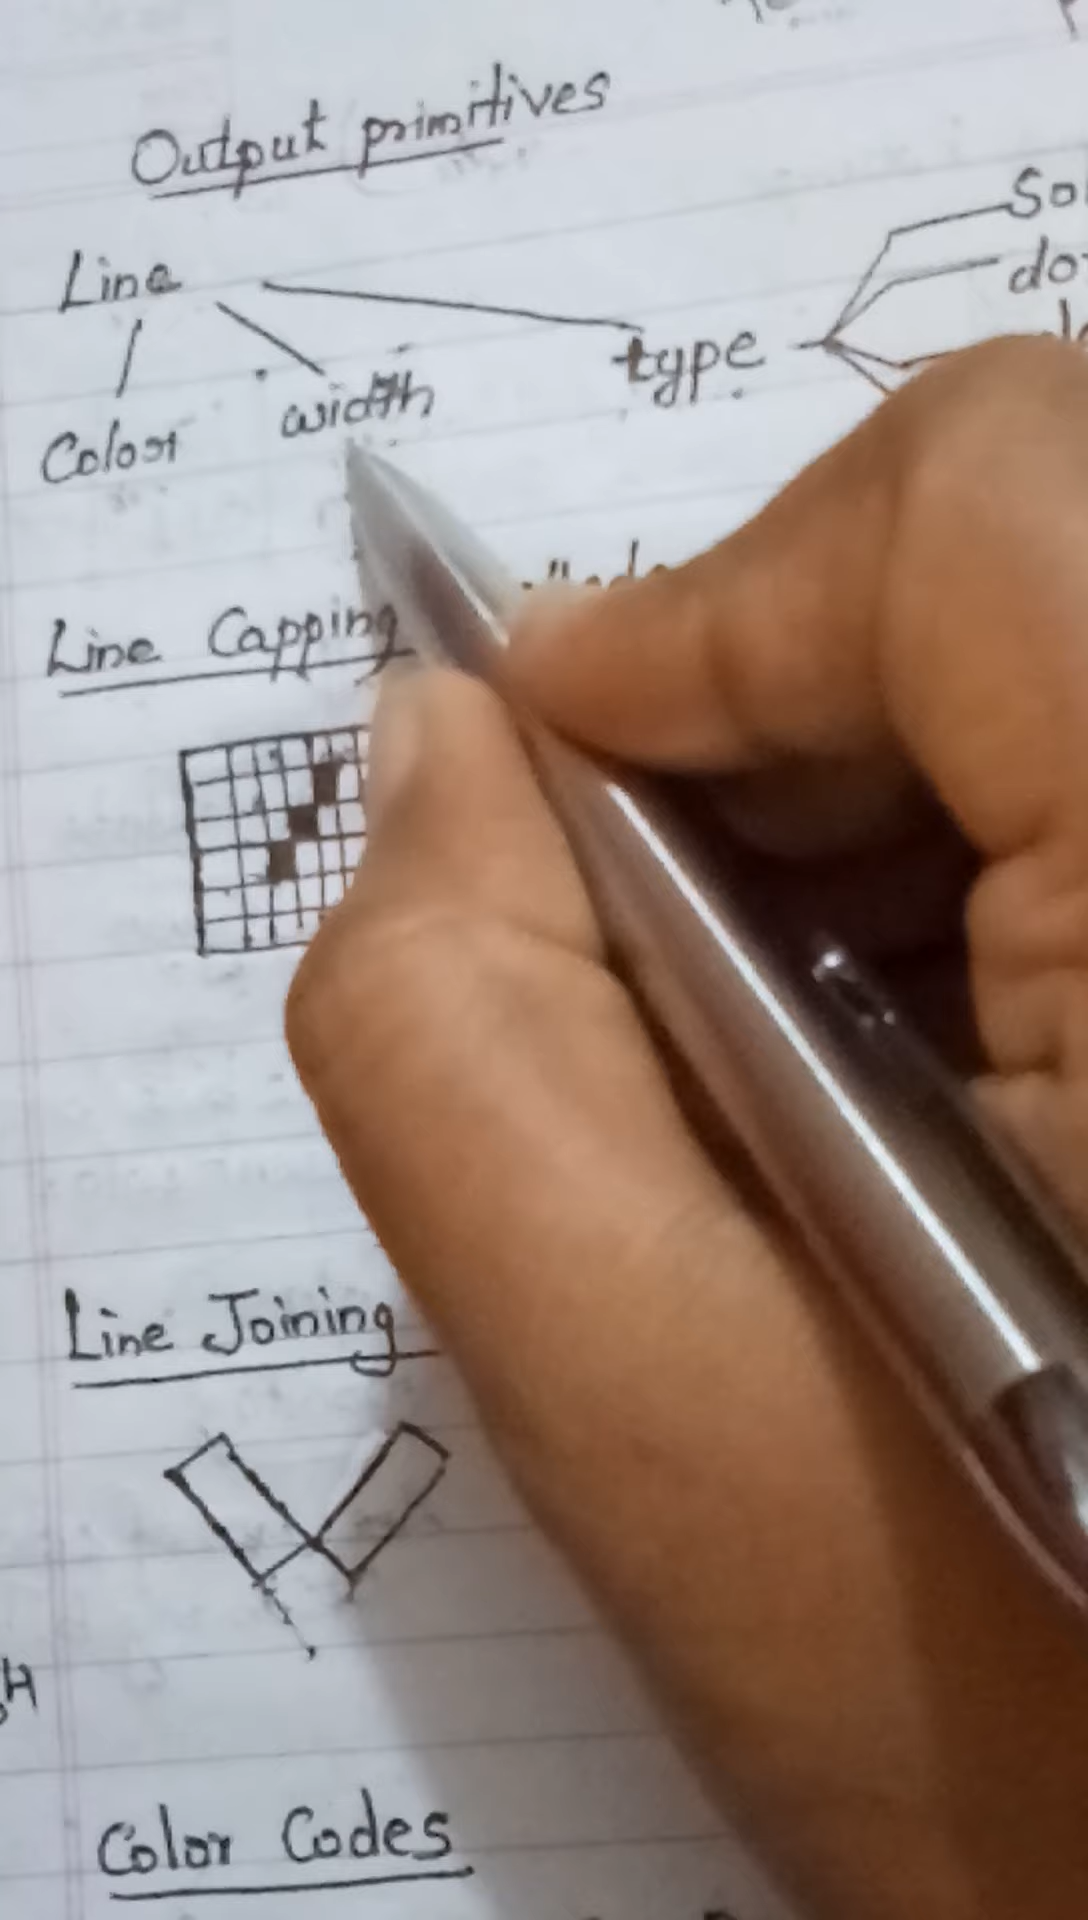 Output primitives
Line
type
Color
width
Line Capping
Line Joining
Color Codes